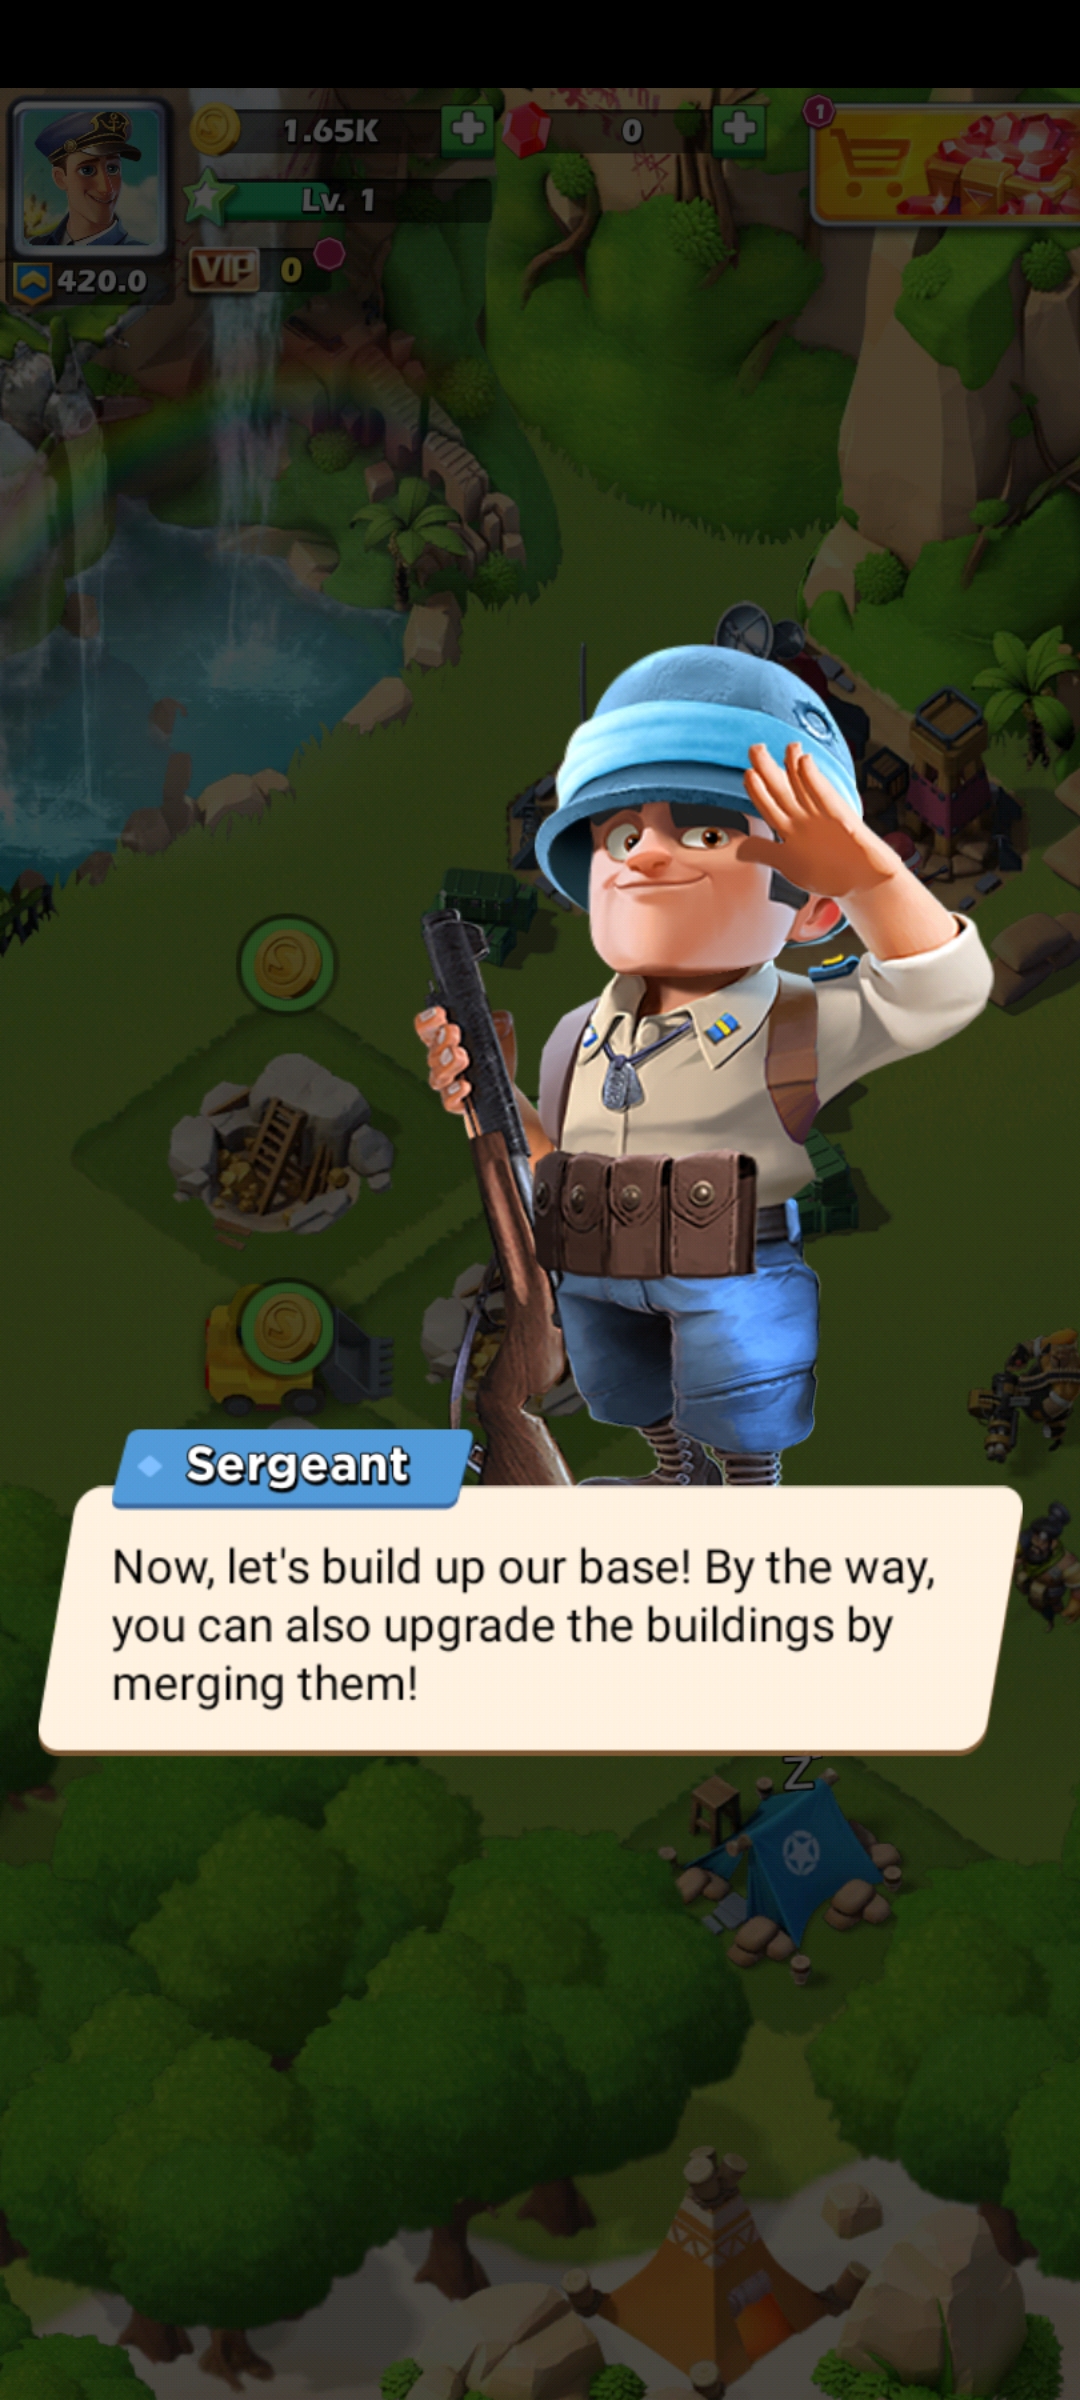 1.65K
0
1
Lv. 1
VIP 0
420.0
Sergeant
Now, let's build up our base! By the way,
you can also upgrade the buildings by
merging them!
Z